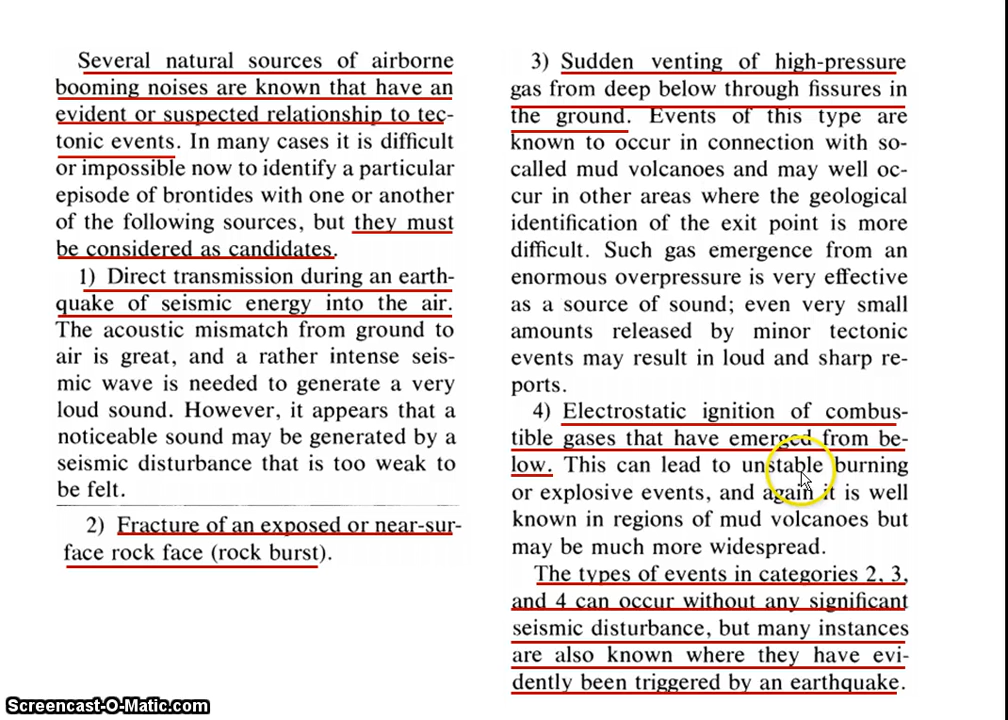 Several natural sources of airborne
booming noises are known that have an
evident or suspected relationship to tec-
tonic events. In many cases it is difficult
or impossible now to identify a particular
episode of brontides with one or another
of the following sources, but they must
be considered as candidates.
1) Direct transmission during an earth-
quake of seismic energy into the air.
The acoustic mismatch from ground to
air is great, and a rather intense seis-
mic wave is needed to generate a very
loud sound. However, it appears that a
noticeable sound may be generated by a
seismic disturbance that is too weak to
be felt.
2) Fracture of an exposed or near-sur-
face rock face (rock burst).
3) Sudden venting of high-pressure
gas from deep below through fissures in
the ground. Events of this type are
known to occur in connection with so-
called mud volcanoes and may well oc-
cur in other areas where the geological
identification of the exit point is more
difficult. Such gas emergence from an
enormous overpressure is very effective
as a source of sound; even very small
amounts released by minor tectonic
events may result in loud and sharp re-
ports.
4) Electrostatic ignition of combus-
tible gases that have emerged from be-
low. This can lead to unstable burning
or explosive events, and again it is well
known in regions of mud volcanoes but
may be much more widespread.
The types of events in categories 2, 3,
and 4 can occur without any significant
seismic disturbance, but many instances
are also known where they have evi-
dently been triggered by an earthquake.
Screencast-O-Matic.com